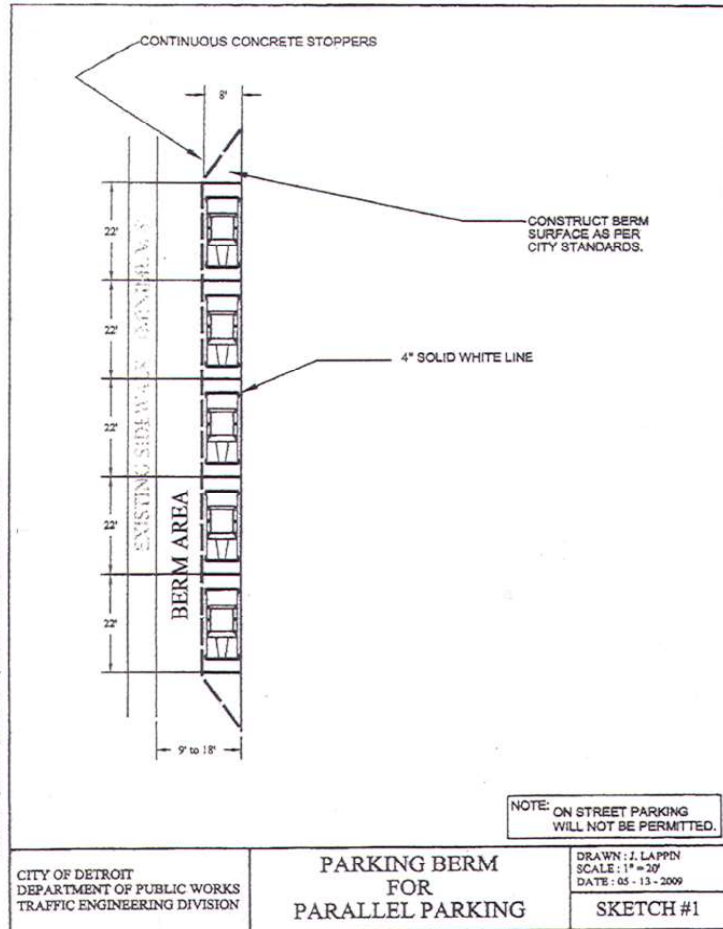 CONTINUOUS CONCRETE STOPPERS
8'
22'
CONSTRUCT BERM
SURFACE AS PER
CITY STANDARDS.
22'
4" SOLID WHITE LINE
22'
EXISTING SIDEWALK
22'
BERM AREA
22'
9' to 18'
NOTE: ON STREET PARKING
WILL NOT BE PERMITTED.
CITY OF DETROIT
DEPARTMENT OF PUBLIC WORKS
TRAFFIC ENGINEERING DIVISION
PARKING BERM
FOR
PARALLEL PARKING
DRAWN : J. LAPPIN
SCALE : 1" = 20'
DATE : 05 - 13 - 2009
SKETCH #1